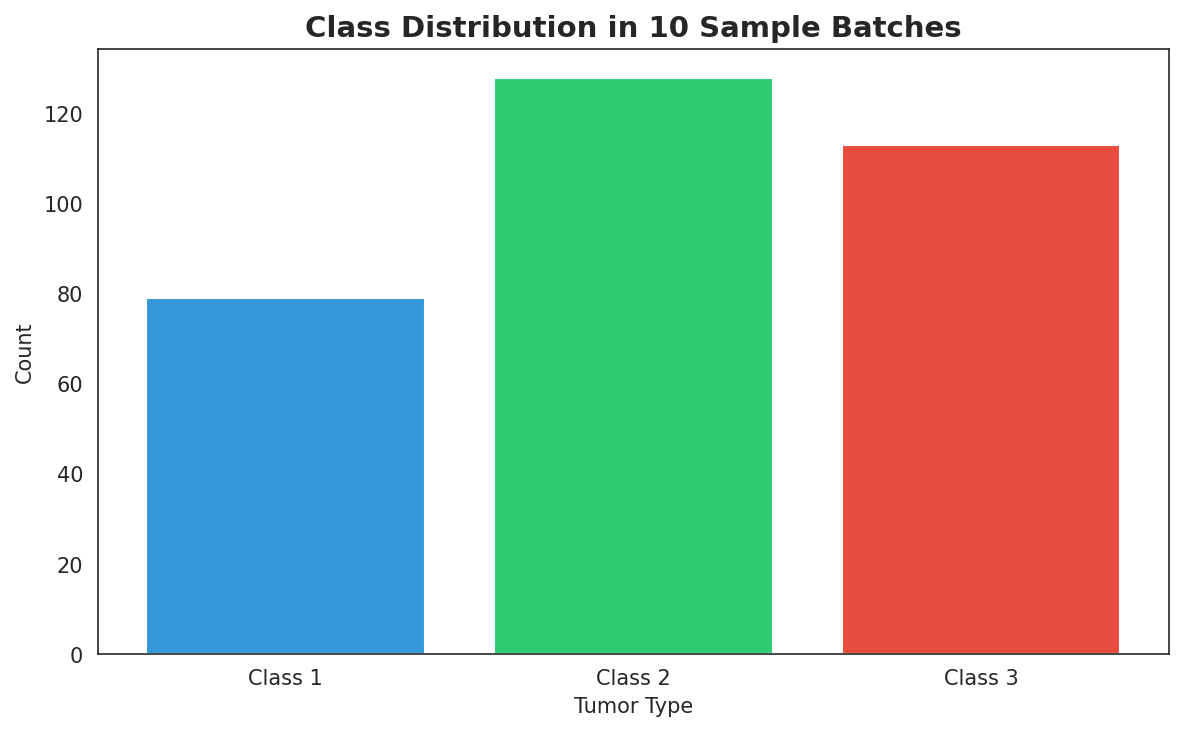 Class Distribution in 10 Sample Batches
120
100
80
60
40
20
0
Count
Class 1
Class 2
Class 3
Tumor Type